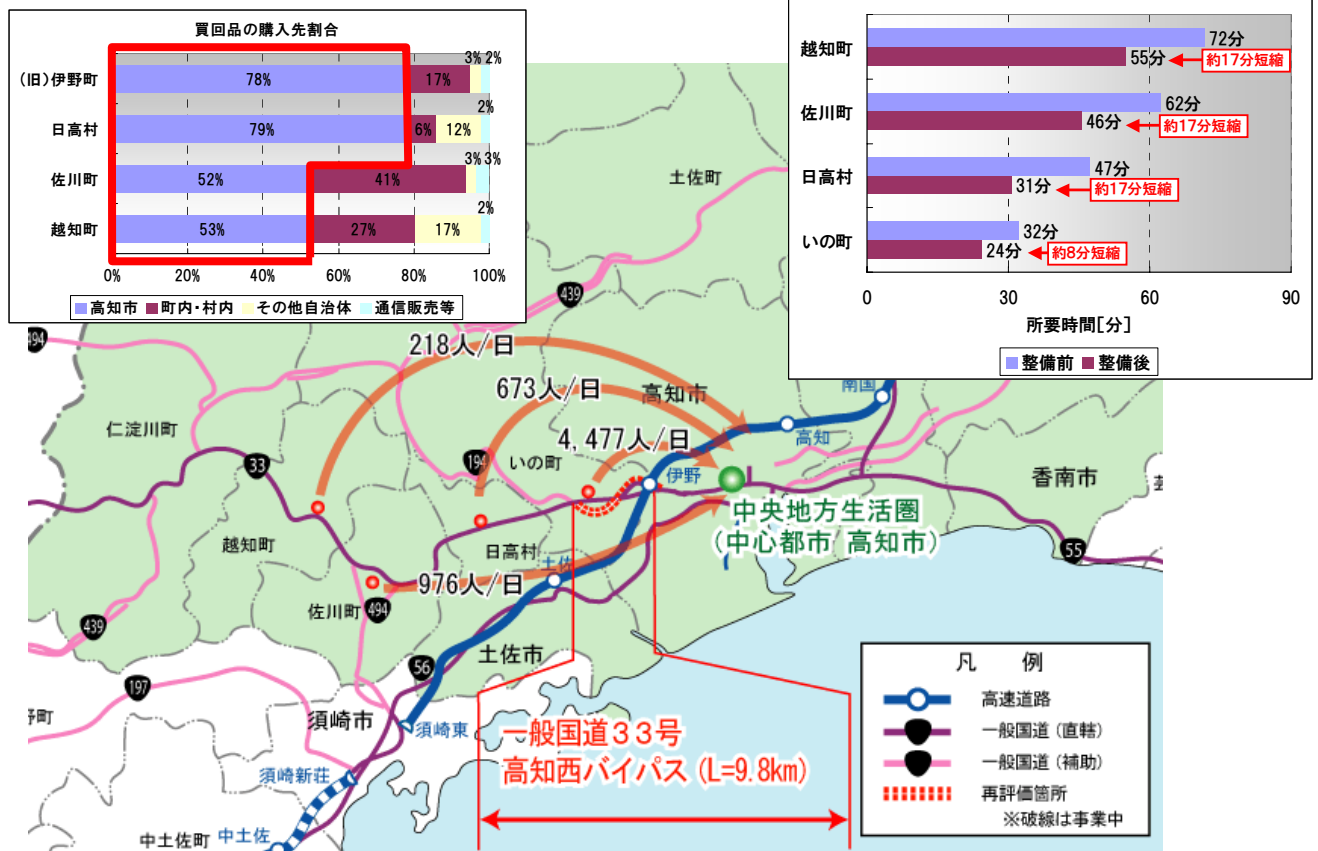 買回品の購入先割合
(旧)伊野町
78%
17%
3%
2%
日高村
79%
6%
12%
2%
佐川町
52%
41%
3%
3%
越知町
53%
27%
17%
2%
0%
20%
40%
60%
80%
100%
高知市
町内・村内
その他自治体
通信販売等
越知町
72分
55分
約17分短縮
佐川町
62分
46分
約17分短縮
日高村
47分
31分
約17分短縮
いの町
32分
24分
約8分短縮
0
30
60
90
所要時間[分]
整備前
整備後
土佐町
439
494
218人/日
673人/日
高知市
南国
高知
4,477人/日
仁淀川町
33
194
いの町
伊野
香南市
中央地方生活圏
(中心都市 高知市)
越知町
日高村
土佐
55
976人/日
佐川町
494
439
土佐市
56
197
野町
須崎市
須崎東
須崎新荘
中土佐町
中土佐
一般国道33号
高知西バイパス (L=9.8km)
凡 例
高速道路
一般国道 (直轄)
一般国道 (補助)
再評価箇所
※破線は事業中